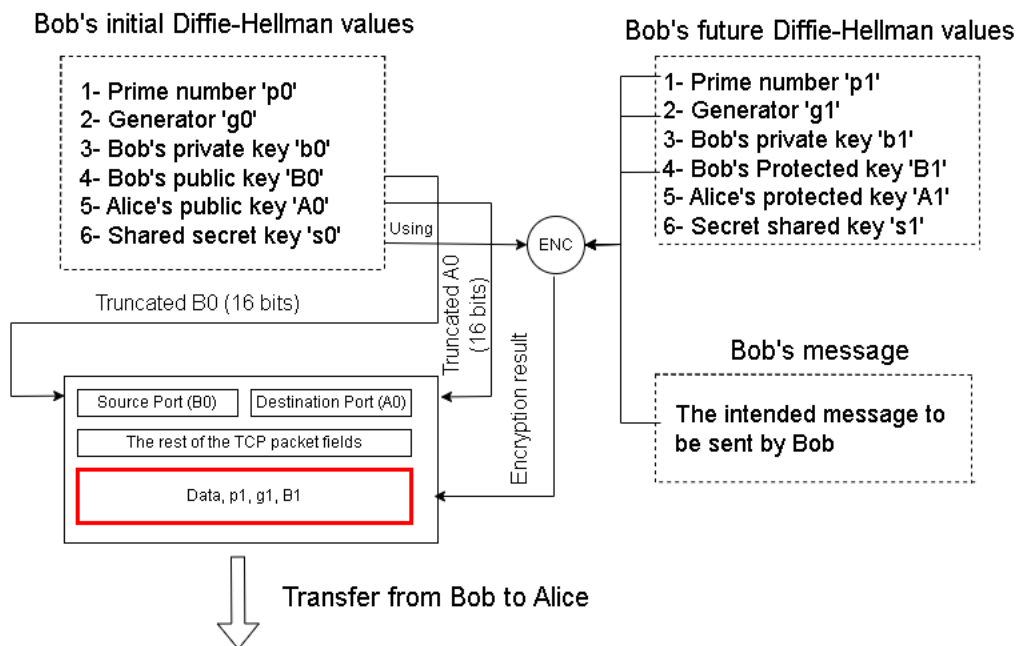 Bob's initial Diffie-Hellman values
1- Prime number 'p0'
2- Generator 'g0'
3- Bob's private key 'b0'
4- Bob's public key 'B0'
5- Alice's public key 'A0'
6- Shared secret key 's0'
Using
ENC
Bob's future Diffie-Hellman values
1- Prime number 'p1'
2- Generator 'g1'
3- Bob's private key 'b1'
4- Bob's Protected key 'B1'
5- Alice's protected key 'A1'
6- Secret shared key 's1'
Truncated B0 (16 bits)
Truncated A0
(16 bits)
Encryption result
Bob's message
The intended message to
be sent by Bob
Source Port (B0)
Destination Port (A0)
The rest of the TCP packet fields
Data, p1, g1, B1
Transfer from Bob to Alice